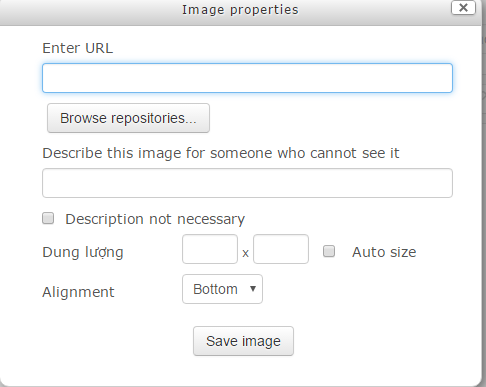 Image properties
Enter URL
Browse repositories...
Describe this image for someone who cannot see it
Description not necessary
Dung lượng x Auto size
Alignment Bottom
Save image